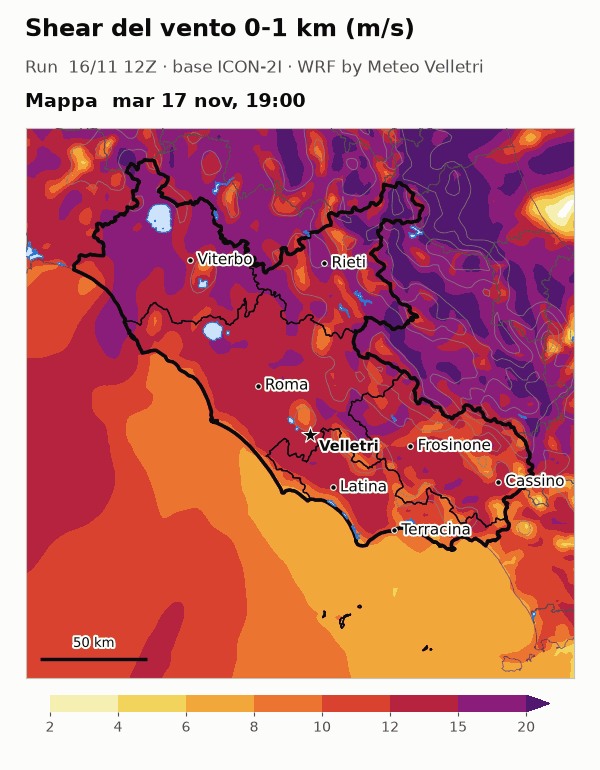 Shear del vento 0-1 km (m/s)
Run  16/11 12Z · base ICON-2I · WRF by Meteo Velletri
Mappa  mar 17 nov, 19:00
Viterbo
Rieti
Roma
Velletri
Frosinone
Cassino
Latina
Terracina
50 km
2 4 6 8 10 12 15 20